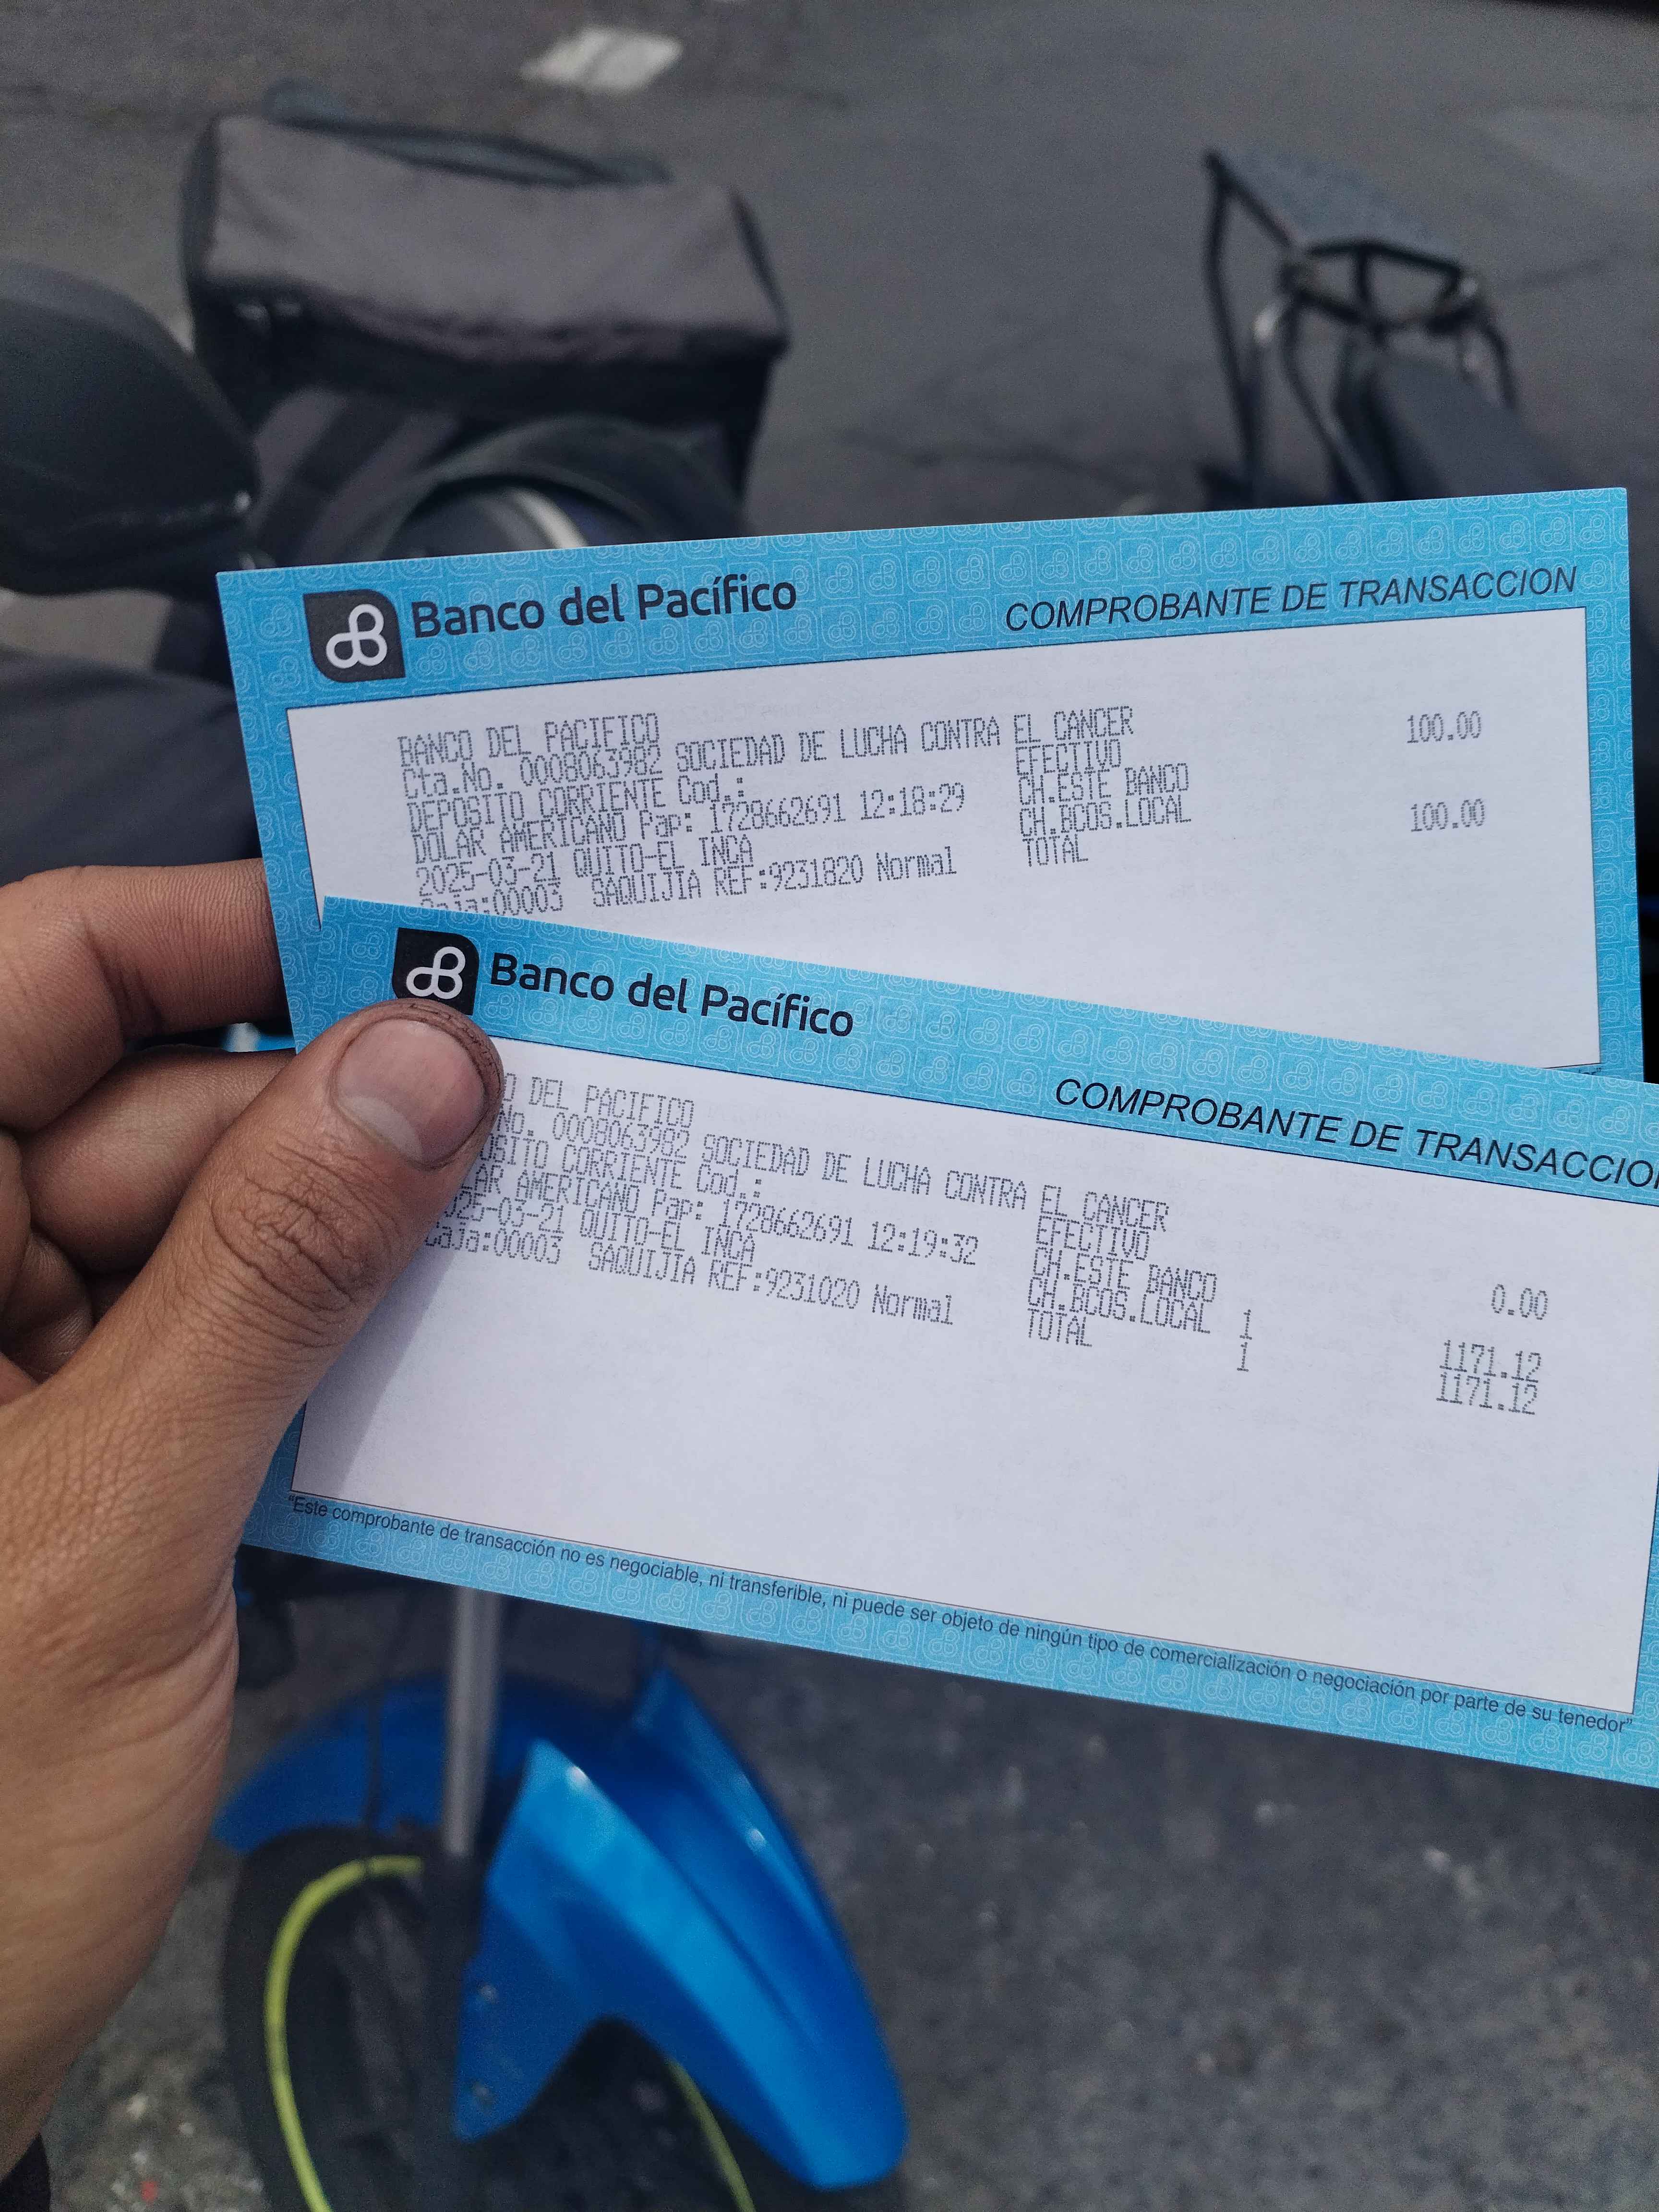 Banco del Pacífico
COMPROBANTE DE TRANSACCION
BANCO DEL PACIFICO
Cta.No. 0008063982 SOCIEDAD DE LUCHA CONTRA EL CANCER
DEPOSITO CORRIENTE Cod.: EFECTIVO 100.00
DOLAR AMERICANO Pap: 1728662691 12:18:29 CH.ESTE BANCO
2025-03-21 QUITO-EL INCA CH.BCOS.LOCAL
Caja:00003 SAQUIJIA REF:9231820 Normal TOTAL 100.00
Banco del Pacífico
COMPROBANTE DE TRANSACCIO
O DEL PACIFICO
No. 0008063982 SOCIEDAD DE LUCHA CONTRA EL CANCER
OSITO CORRIENTE Cod.: EFECTIVO 0.00
LAR AMERICANO Pap: 1728662691 12:19:32 CH.ESTE BANCO
2025-03-21 QUITO-EL INCA CH.BCOS.LOCAL 1 1171.12
Caja:00003 SAQUIJIA REF:9231020 Normal TOTAL 1 1171.12
"Este comprobante de transacción no es negociable, ni transferible, ni puede ser objeto de ningún tipo de comercialización o negociación por parte de su tenedor"